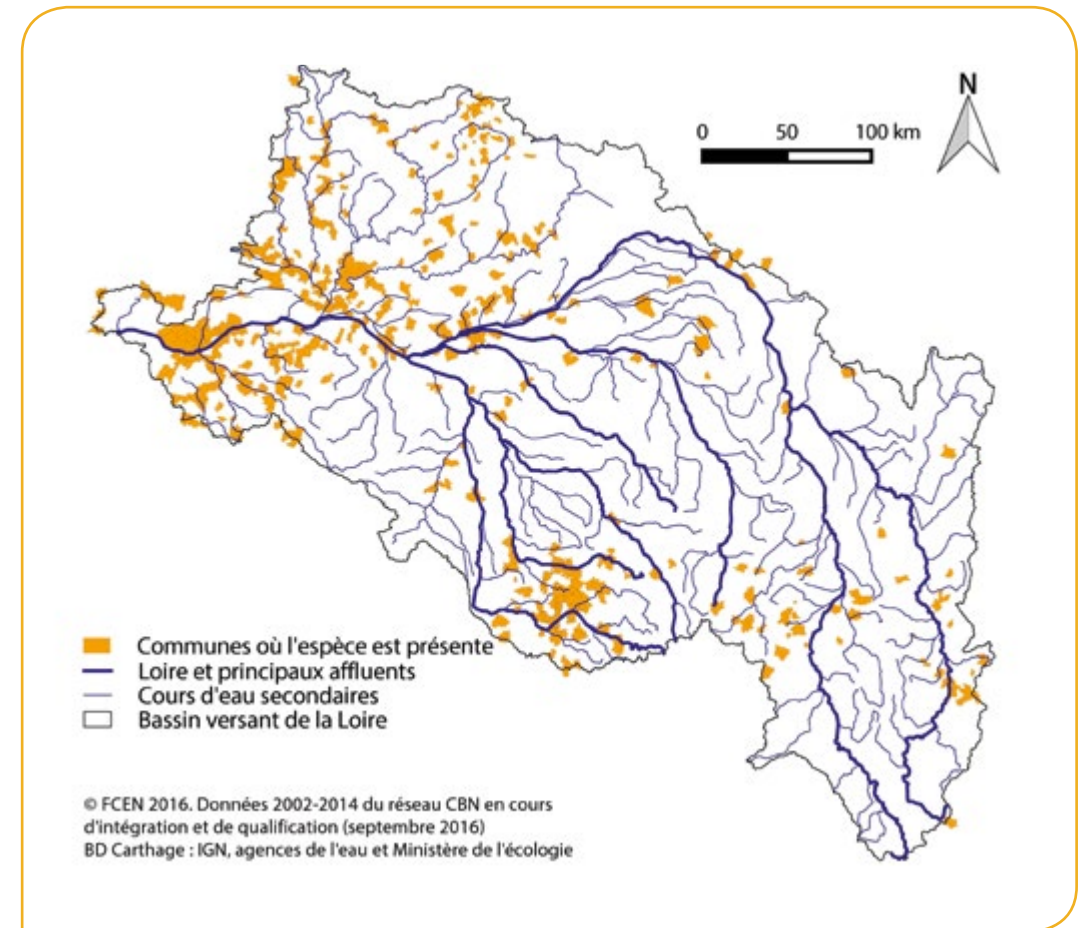 N
0 50 100 km
Communes où l'espèce est présente
Loire et principaux affluents
Cours d'eau secondaires
Bassin versant de la Loire
© FCEN 2016. Données 2002-2014 du réseau CBN en cours
d'intégration et de qualification (septembre 2016)
BD Carthage : IGN, agences de l'eau et Ministère de l'écologie